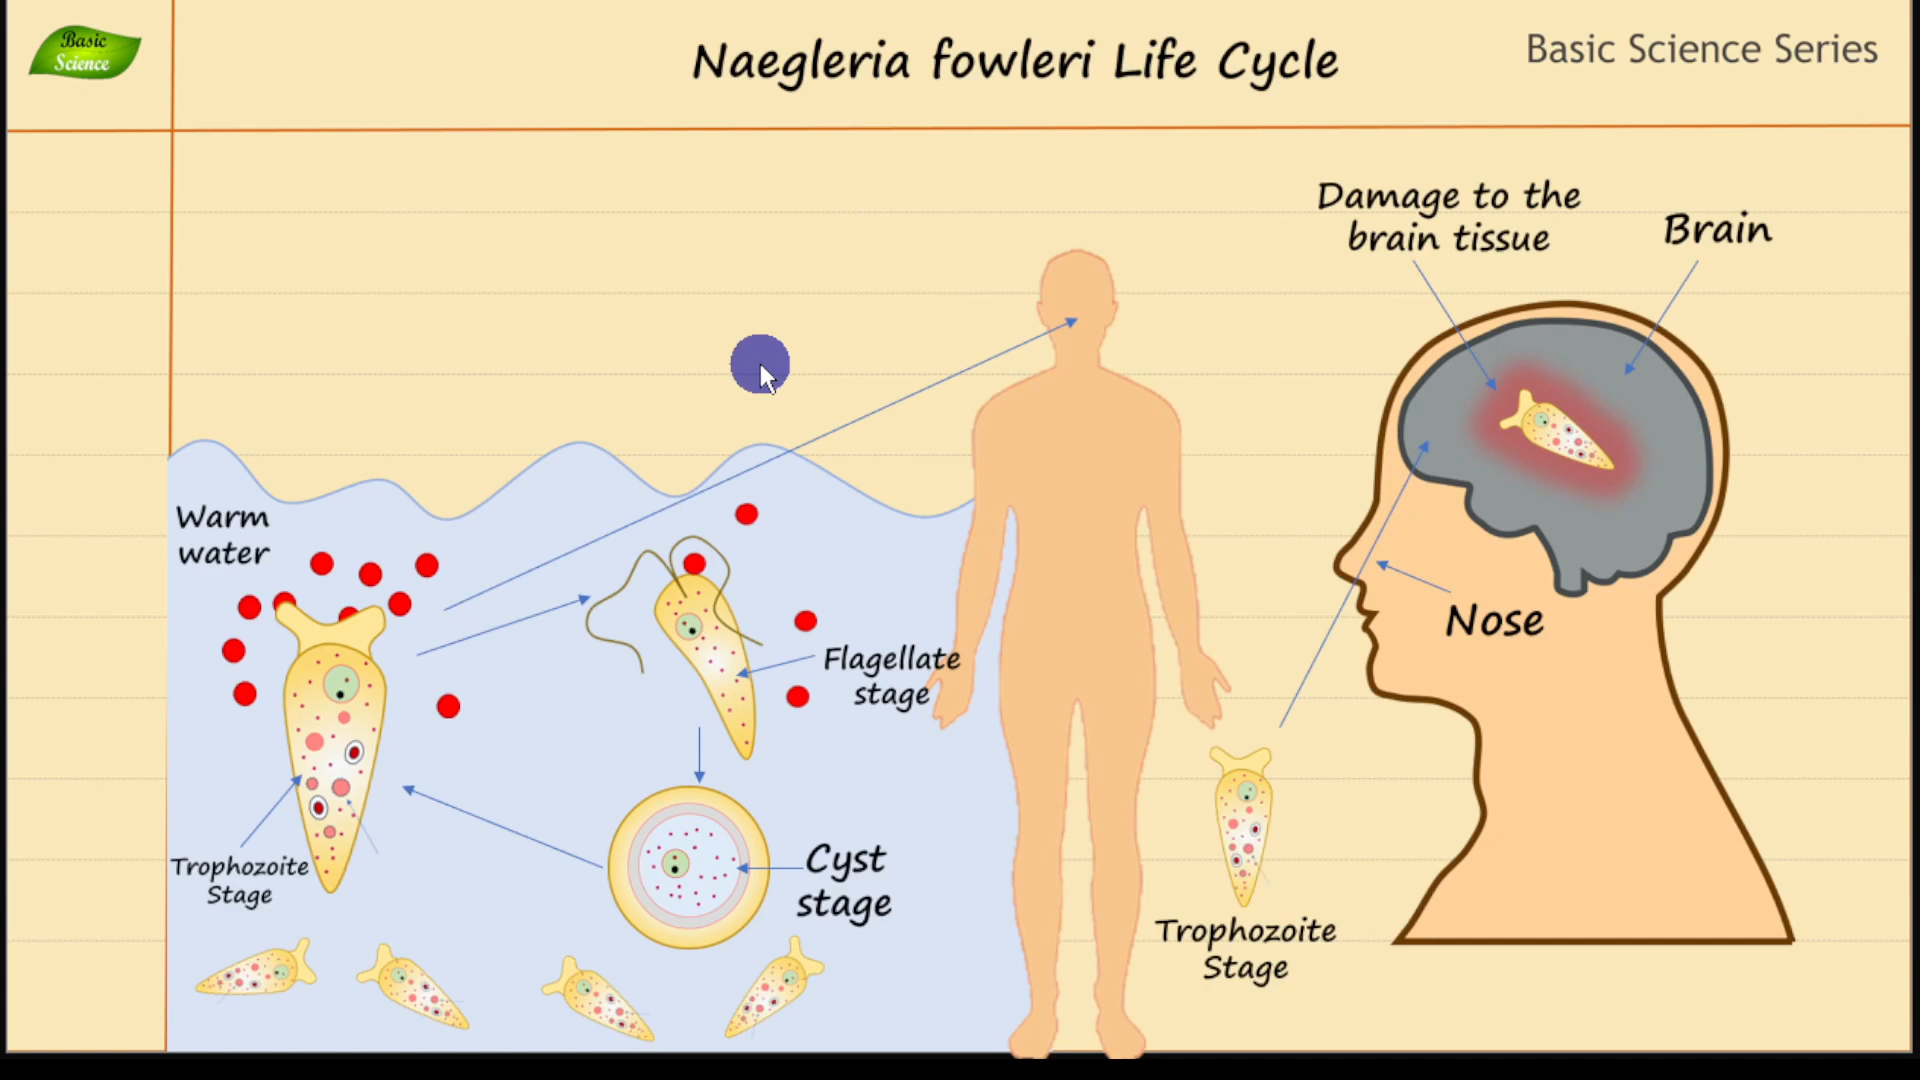 Basic
Science
Naegleria fowleri Life Cycle
Basic Science Series
Damage to the
brain tissue
Brain
Warm
water
Flagellate
stage
Nose
Trophozoite
Stage
Cyst
stage
Trophozoite
Stage